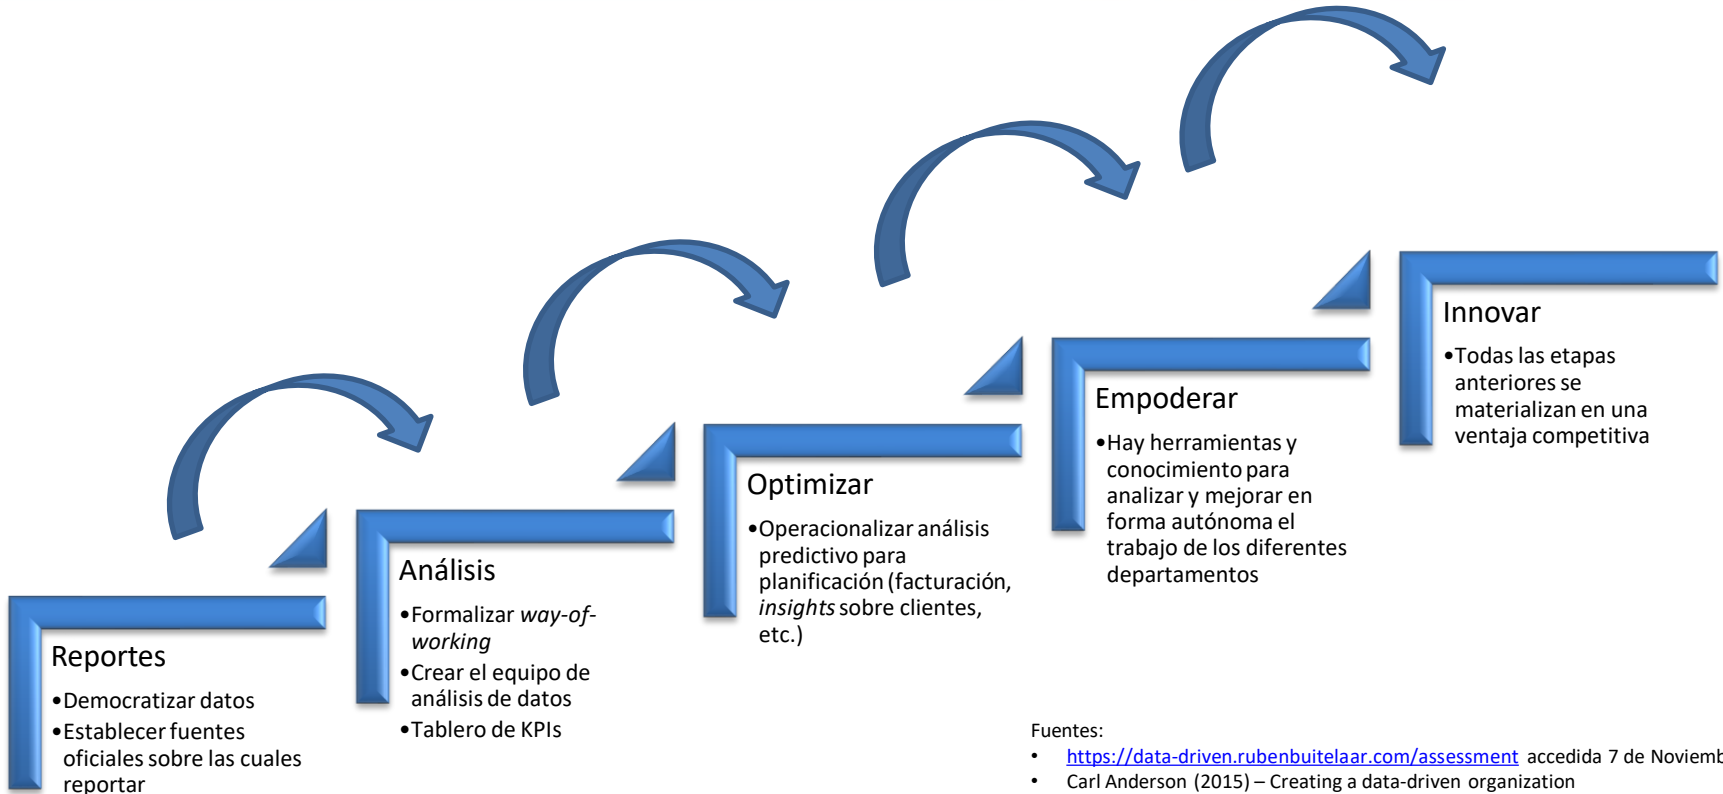 Reportes
•Democratizar datos
•Establecer fuentes
oficiales sobre las cuales
reportar
Análisis
•Formalizar way-of-
working
•Crear el equipo de
análisis de datos
•Tablero de KPIs
Optimizar
•Operacionalizar análisis
predictivo para
planificación (facturación,
insights sobre clientes,
etc.)
Empoderar
•Hay herramientas y
conocimiento para
analizar y mejorar en
forma autónoma el
trabajo de los diferentes
departamentos
Innovar
•Todas las etapas
anteriores se
materializan en una
ventaja competitiva
Fuentes:
• https://data-driven.rubenbuitelaar.com/assessment accedida 7 de Noviemb
• Carl Anderson (2015) – Creating a data-driven organization